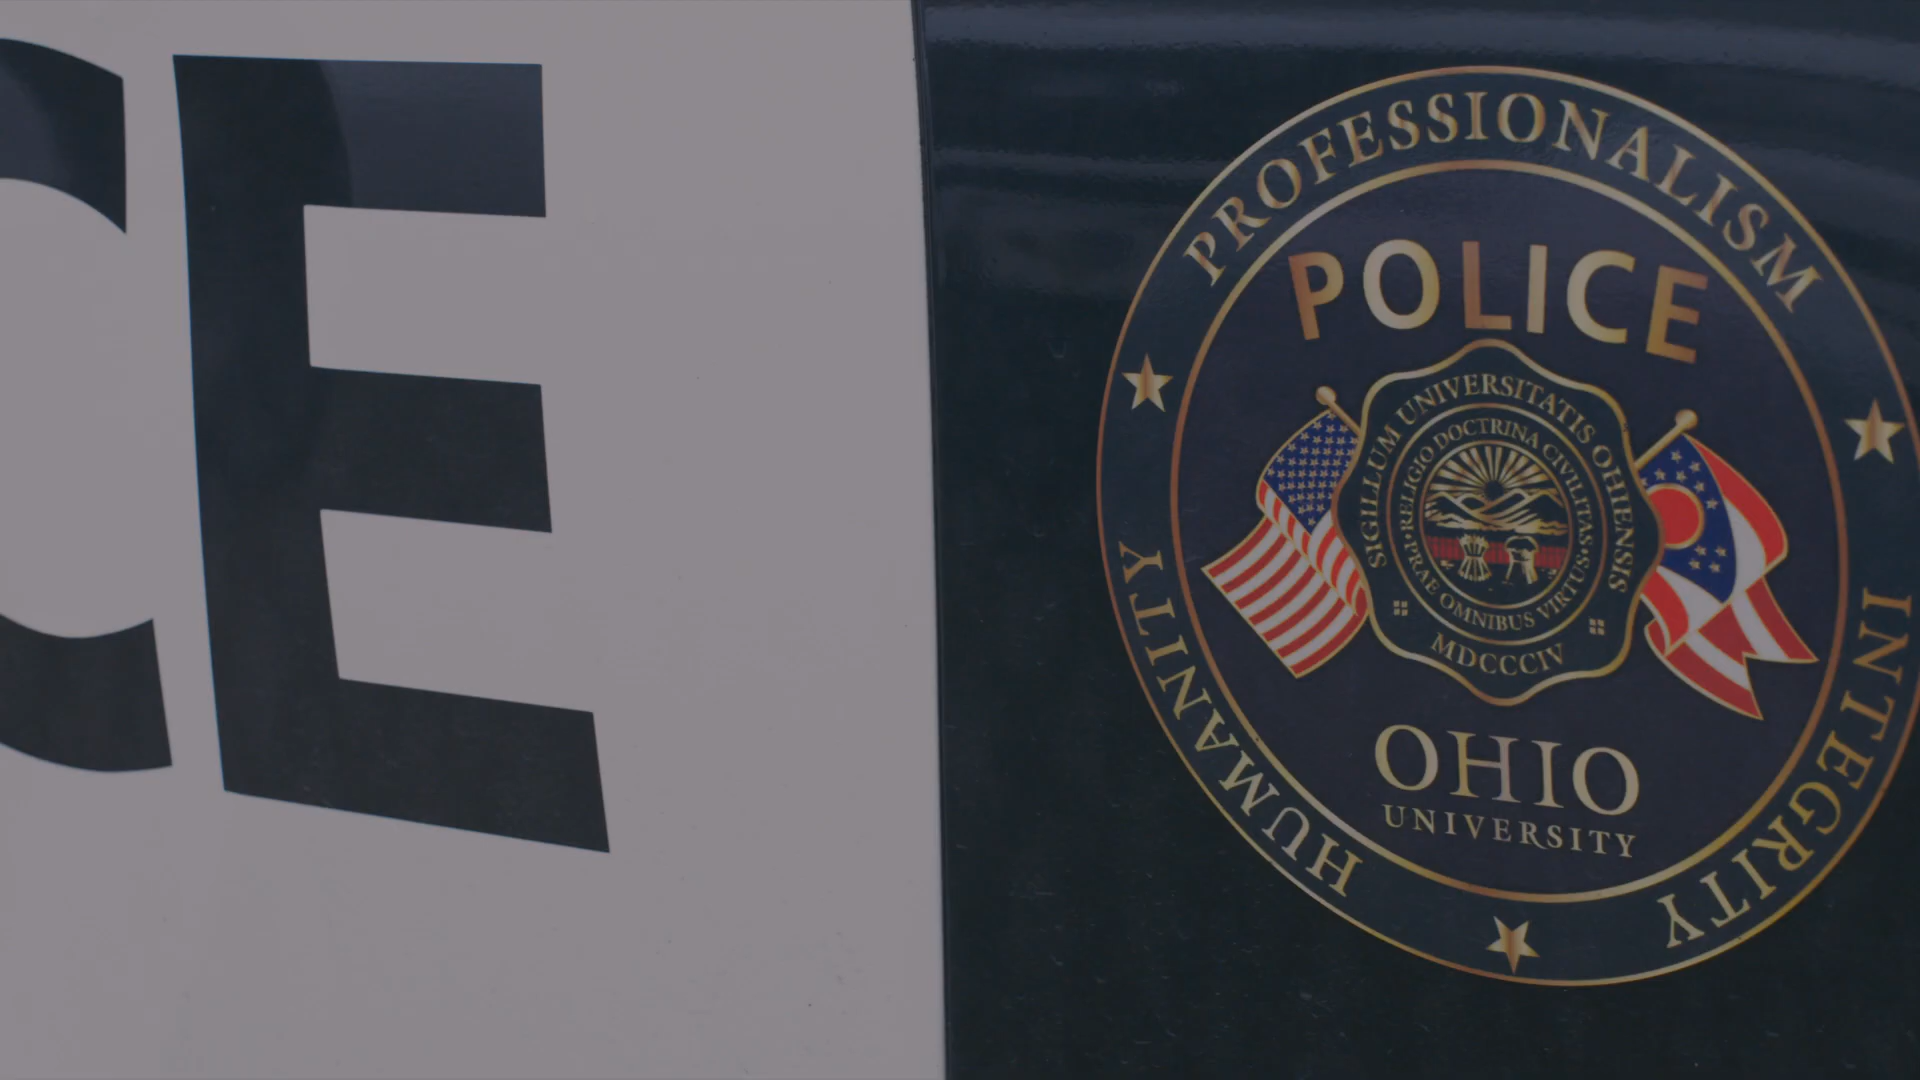 CE
PROFESSIONALISM
POLICE
SIGILLUM UNIVERSITATIS OHIENSIS
RELIGIO DOCTRINA CIVILITAS
PRAE OMNIBUS VIRTUS
MDCCCIV
OHIO
UNIVERSITY
HUMANITY
INTEGRITY